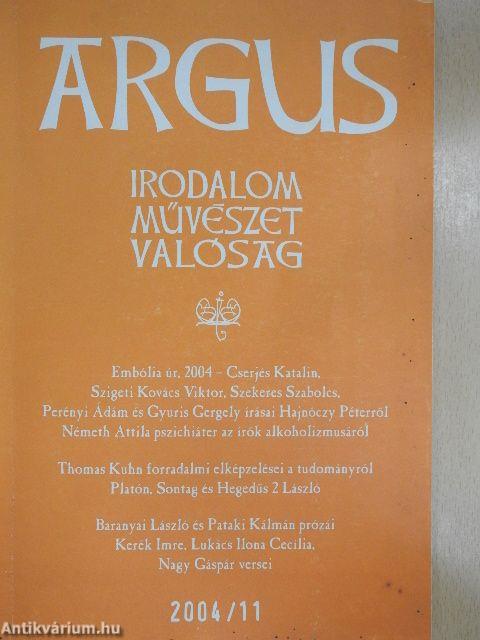 ARGUS
IRODALOM
MŰVÉSZET
VALÓSAG
Embólia úr, 2004 – Cserjés Katalin,
Szigeti Kovács Viktor, Szekeres Szabolcs,
Perényi Ádám és Gyuris Gergely írásai Hajnóczy Péterről
Németh Attila pszichiáter az írók alkoholizmusáról
Thomas Kuhn forradalmi elképzelései a tudományról
Platón, Sontag és Hegedűs 2 László
Baranyai László és Pataki Kálmán prózái
Kerék Imre, Lukács Ilona Cecília,
Nagy Gáspár versei
2004/11
Antikvárium.hu